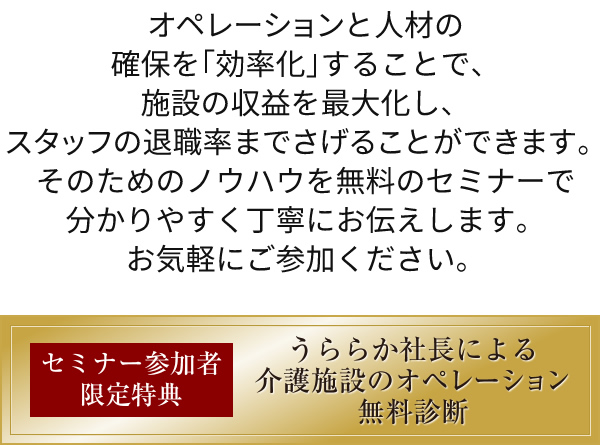 オペレーションと人材の
確保を「効率化」することで、
施設の収益を最大化し、
スタッフの退職率までさげることができます。
そのためのノウハウを無料のセミナーで
分かりやすく丁寧にお伝えします。
お気軽にご参加ください。
セミナー参加者
限定特典
うららか社長による
介護施設のオペレーション
無料診断